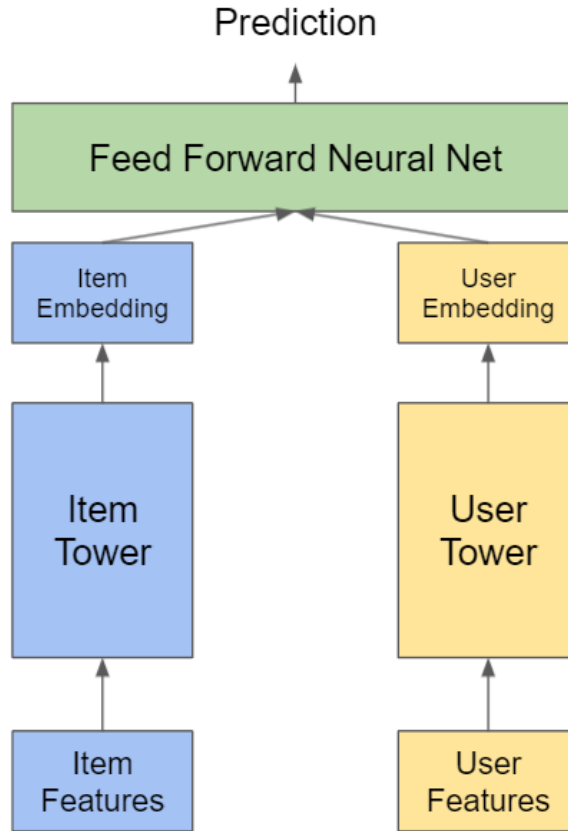 Prediction
Feed Forward Neural Net
Item
Embedding
User
Embedding
Item
Tower
User
Tower
Item
Features
User
Features